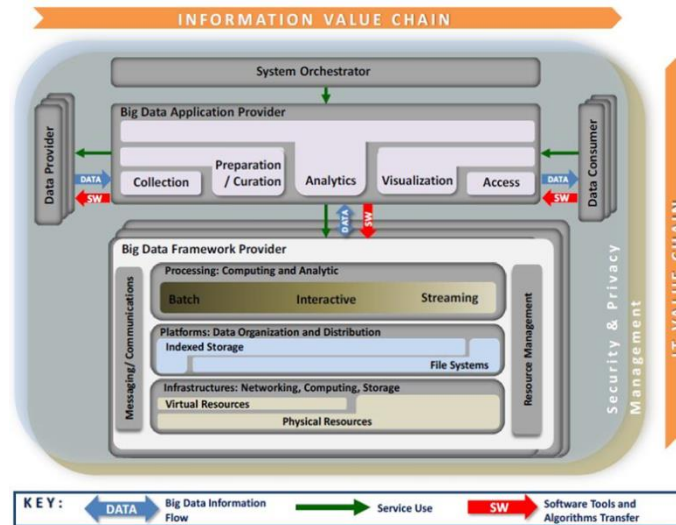 INFORMATION VALUE CHAIN
System Orchestrator
Big Data Application Provider
Collection
Preparation
/ Curation
Analytics
Visualization
Access
Data Provider
DATA
SW
Data Consumer
DATA
SW
DATA
SW
Big Data Framework Provider
Messaging/ Communications
Processing: Computing and Analytic
Batch
Interactive
Streaming
Platforms: Data Organization and Distribution
Indexed Storage
File Systems
Infrastructures: Networking, Computing, Storage
Virtual Resources
Physical Resources
Resource Management
Security & Privacy
Management
IT VALUE CHAIN
KEY:
DATA
Big Data Information
Flow
Service Use
SW
Software Tools and
Algorithms Transfer